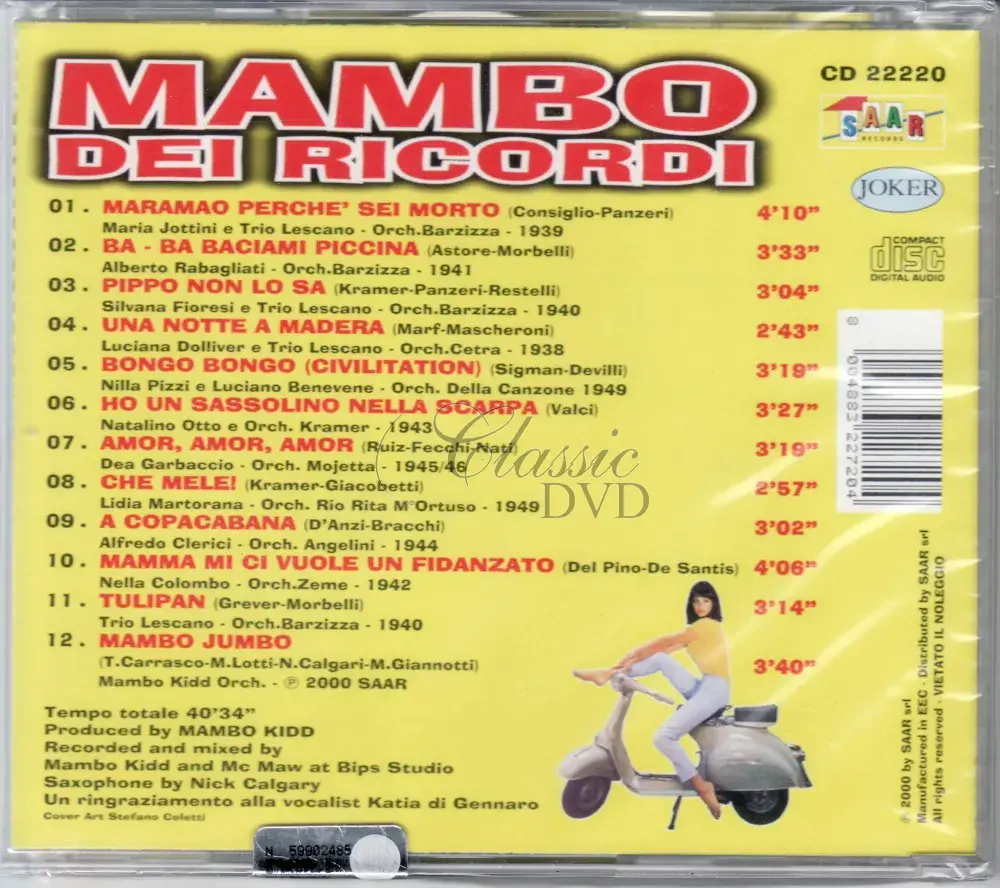 MAMBO
DEI RICORDI
CD 22220
S.A.A.R
RECORDS
JOKER
COMPACT
disc
DIGITAL AUDIO
01. MARAMAO PERCHE' SEI MORTO (Consiglio-Panzeri) 4'10"
Maria Jottini e Trio Lescano - Orch.Barzizza - 1939
02. BA - BA BACIAMI PICCINA (Astore-Morbelli) 3'33"
Alberto Rabagliati - Orch.Barzizza - 1941
03. PIPPO NON LO SA (Kramer-Panzeri-Restelli) 3'04"
Silvana Fioresi e Trio Lescano - Orch.Barzizza - 1940
04. UNA NOTTE A MADERA (Marf-Mascheroni) 2'43"
Luciana Dolliver e Trio Lescano - Orch.Cetra - 1938
05. BONGO BONGO (CIVILITATION) (Sigman-Devilli) 3'19"
Nilla Pizzi e Luciano Benevene - Orch. Della Canzone 1949
06. HO UN SASSOLINO NELLA SCARPA (Valci) 3'27"
Natalino Otto e Orch. Kramer - 1943
07. AMOR, AMOR, AMOR (Ruiz-Fecchi-Nati) 3'19"
Dea Garbaccio - Orch. Mojetta - 1945/46
08. CHE MELE! (Kramer-Giacobetti) 2'57"
Lidia Martorana - Orch. Rio Rita M°Ortuso - 1949
09. A COPACABANA (D'Anzi-Bracchi) 3'02"
Alfredo Clerici - Orch. Angelini - 1944
10. MAMMA MI CI VUOLE UN FIDANZATO (Del Pino-De Santis) 4'06"
Nella Colombo - Orch.Zeme - 1942
11. TULIPAN (Grever-Morbelli) 3'14"
Trio Lescano - Orch.Barzizza - 1940
12. MAMBO JUMBO
(T.Carrasco-M.Lotti-N.Calgari-M.Giannotti) 3'40"
Mambo Kidd Orch. - ℗ 2000 SAAR
Classic
DVD
Tempo totale 40'34"
Produced by MAMBO KIDD
Recorded and mixed by
Mambo Kidd and Mc Maw at Bips Studio
Saxophone by Nick Calgary
Un ringraziamento alla vocalist Katia di Gennaro
Cover Art Stefano Coletti
N 59902485
8 004883 227204
℗ 2000 by SAAR srl
Manufactured in EEC - Distributed by SAAR srl
All rights reserved - VIETATO IL NOLEGGIO